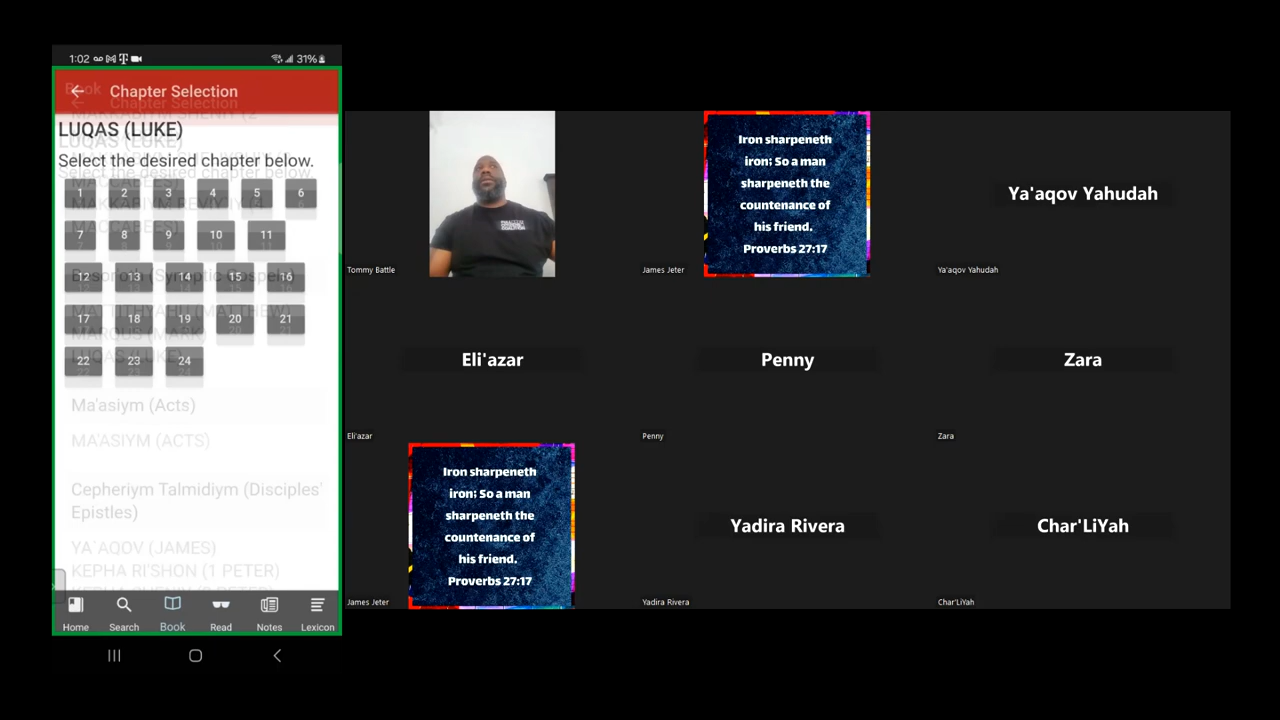 1:02
31%
Chapter Selection
LUQAS (LUKE)
Select the desired chapter below.
1 2 3 4 5 6
7 8 9 10 11
12 13 14 15 16
17 18 19 20 21
22 23 24
Ma'asiym (Acts)
MA'ASIYM (ACTS)
Cepheriym Talmidiym (Disciples'
Epistles)
YA`AQOV (JAMES)
KEPHA RI'SHON (1 PETER)
Home Search Book Read Notes Lexicon
Tommy Battle
Iron sharpeneth
iron; So a man
sharpeneth the
countenance of
his friend.
Proverbs 27:17
James Jeter
Ya'aqov Yahudah
Ya'aqov Yahudah
Eli'azar
Eli'azar
Penny
Penny
Zara
Zara
Iron sharpeneth
iron; So a man
sharpeneth the
countenance of
his friend.
Proverbs 27:17
James Jeter
Yadira Rivera
Yadira Rivera
Char'LiYah
Char'LiYah